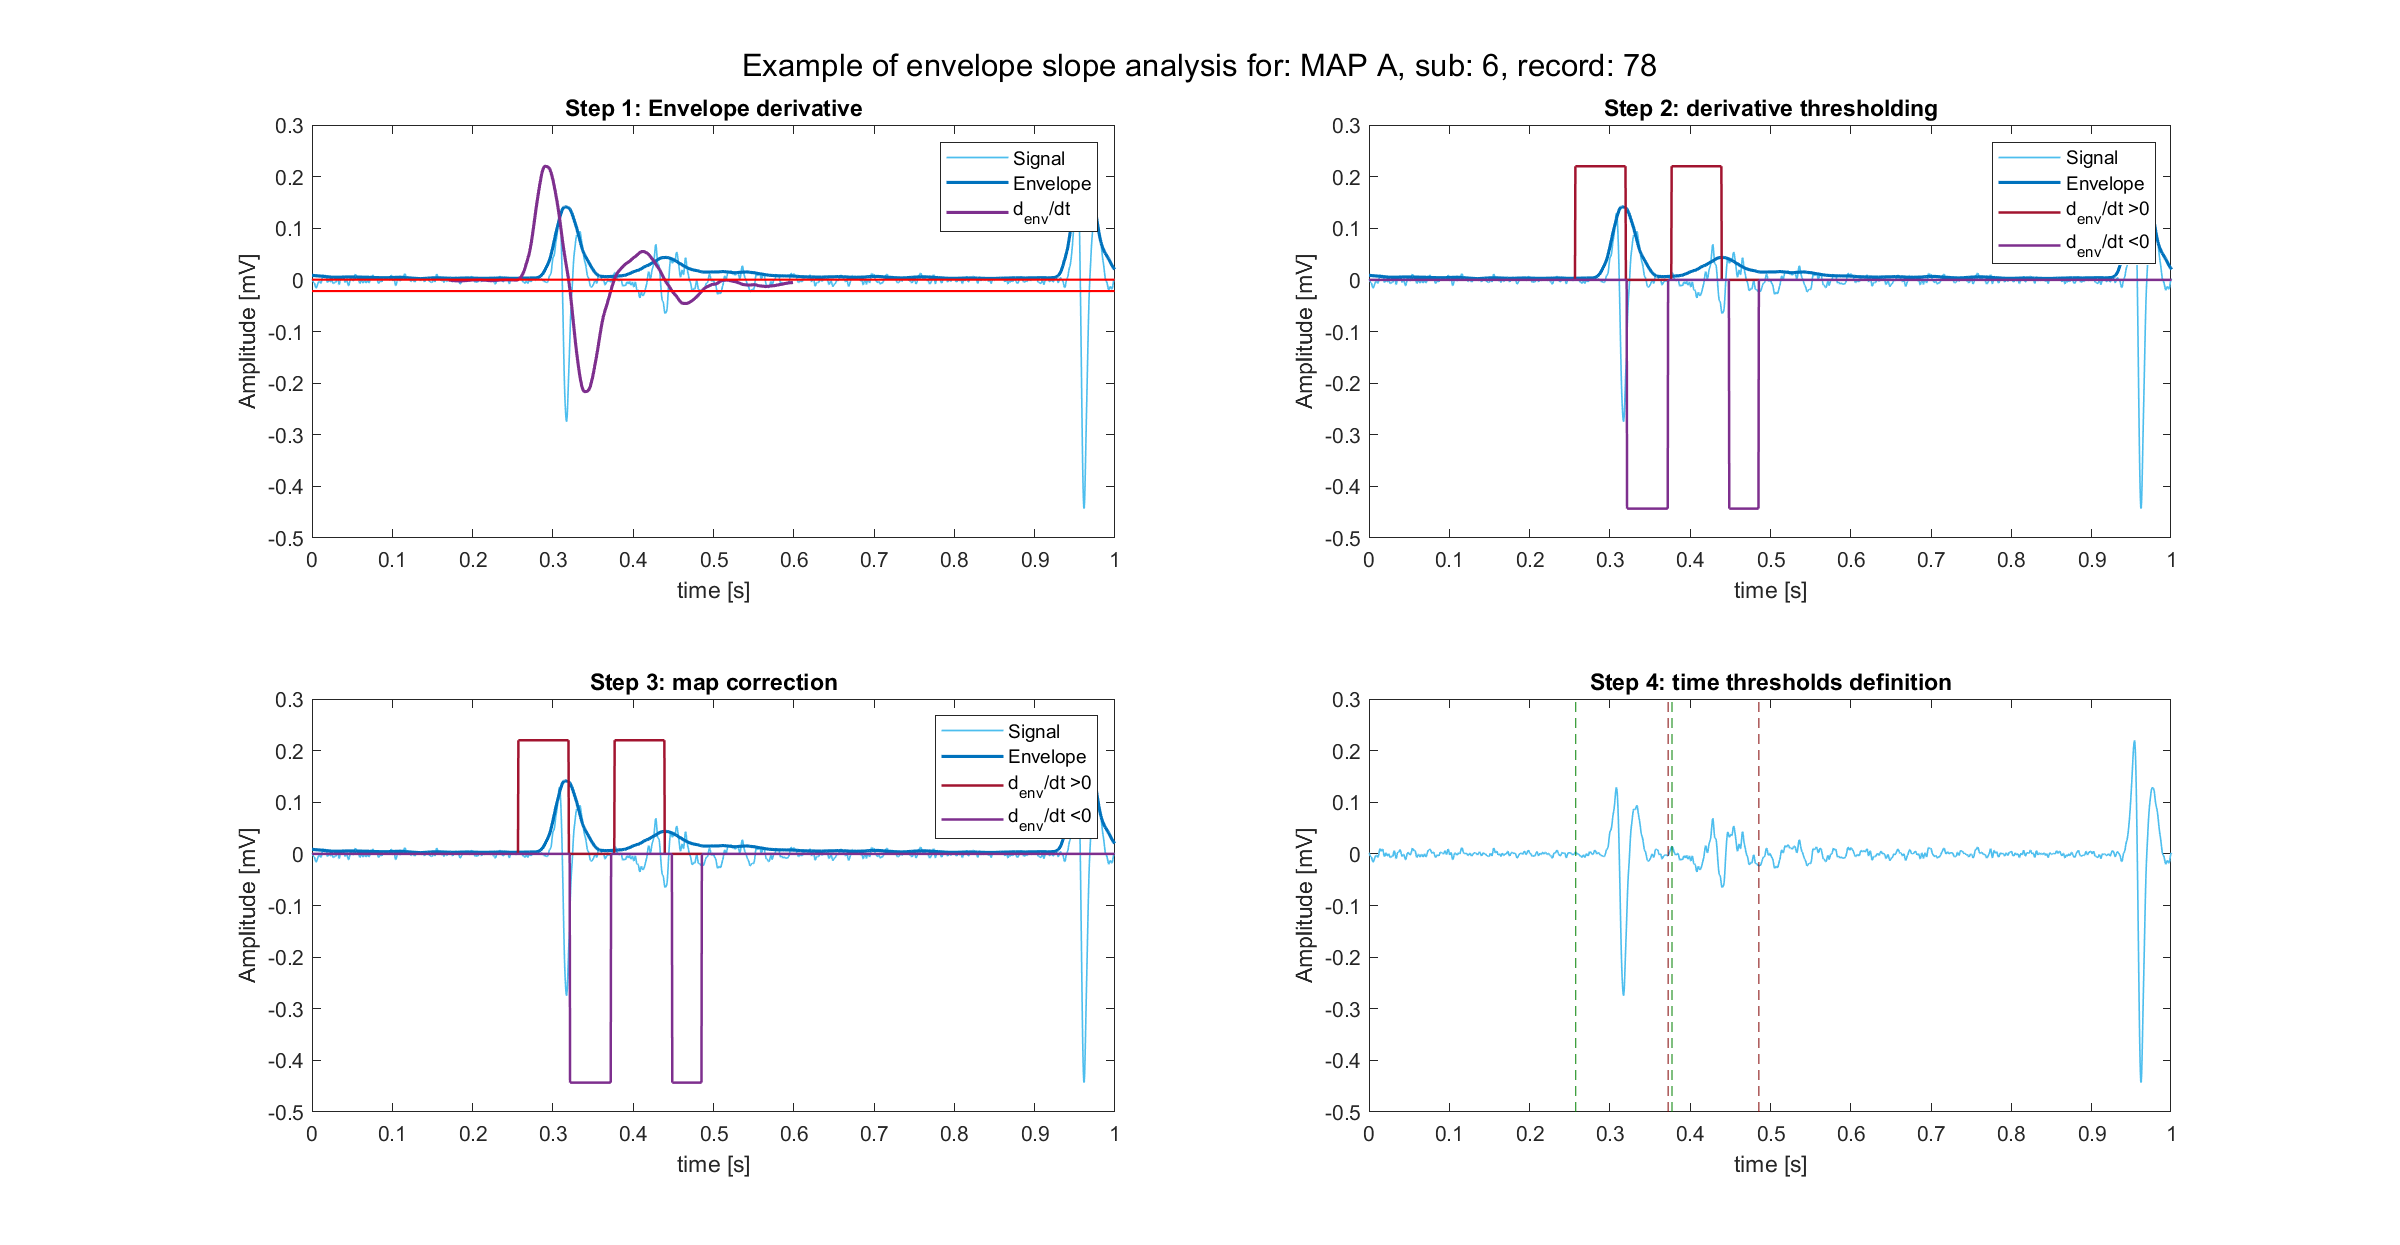 Example of envelope slope analysis for: MAP A, sub: 6, record: 78
Step 1: Envelope derivative
0.3
0.2
0.1
0
-0.1
-0.2
-0.3
-0.4
-0.5
Amplitude [mV]
0 0.1 0.2 0.3 0.4 0.5 0.6 0.7 0.8 0.9 1
time [s]
Signal
Envelope
d_env/dt
Step 2: derivative thresholding
0.3
0.2
0.1
0
-0.1
-0.2
-0.3
-0.4
-0.5
Amplitude [mV]
0 0.1 0.2 0.3 0.4 0.5 0.6 0.7 0.8 0.9 1
time [s]
Signal
Envelope
d_env/dt >0
d_env/dt <0
Step 3: map correction
0.3
0.2
0.1
0
-0.1
-0.2
-0.3
-0.4
-0.5
Amplitude [mV]
0 0.1 0.2 0.3 0.4 0.5 0.6 0.7 0.8 0.9 1
time [s]
Signal
Envelope
d_env/dt >0
d_env/dt <0
Step 4: time thresholds definition
0.3
0.2
0.1
0
-0.1
-0.2
-0.3
-0.4
-0.5
Amplitude [mV]
0 0.1 0.2 0.3 0.4 0.5 0.6 0.7 0.8 0.9 1
time [s]